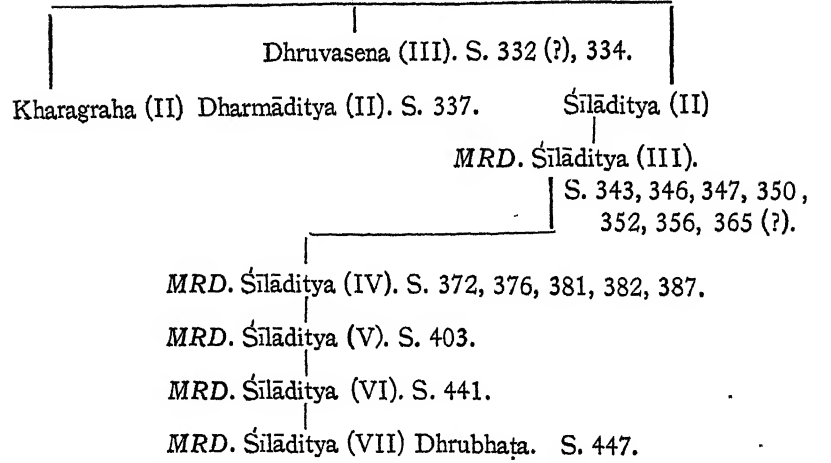 Dhruvasena (III). S. 332 (?), 334.
Kharagraha (II) Dharmāditya (II). S. 337. Śīlāditya (II)
MRD. Śīlāditya (III).
S. 343, 346, 347, 350,
352, 356, 365 (?).
MRD. Śīlāditya (IV). S. 372, 376, 381, 382, 387.
MRD. Śīlāditya (V). S. 403.
MRD. Śīlāditya (VI). S. 441.
MRD. Śīlāditya (VII) Dhrubhaṭa. S. 447.